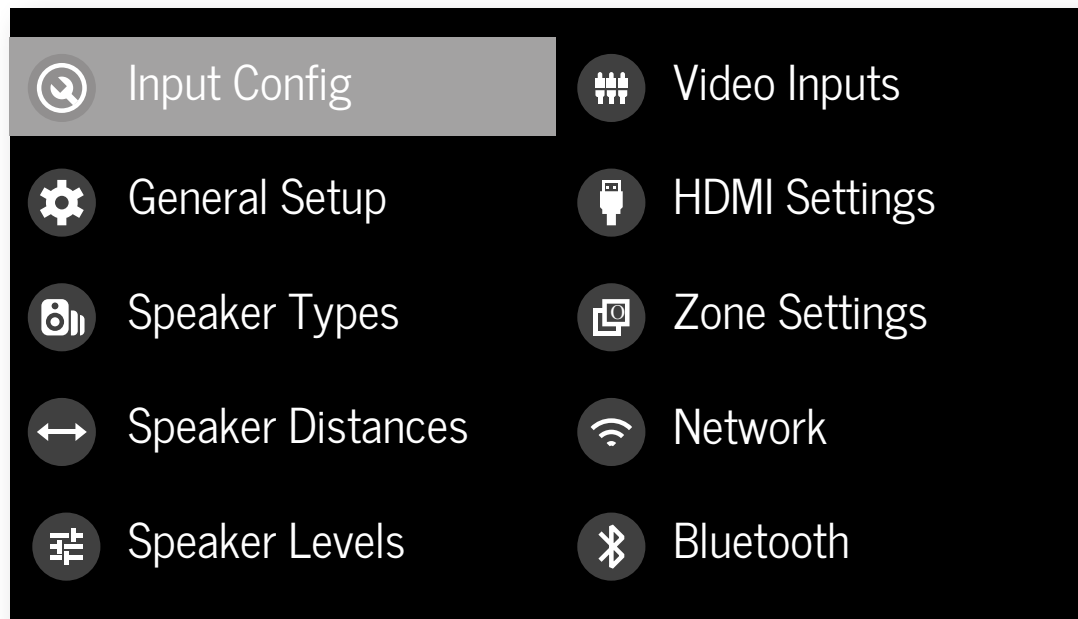 Input Config
General Setup
Speaker Types
Speaker Distances
Speaker Levels
Video Inputs
HDMI Settings
Zone Settings
Network
Bluetooth